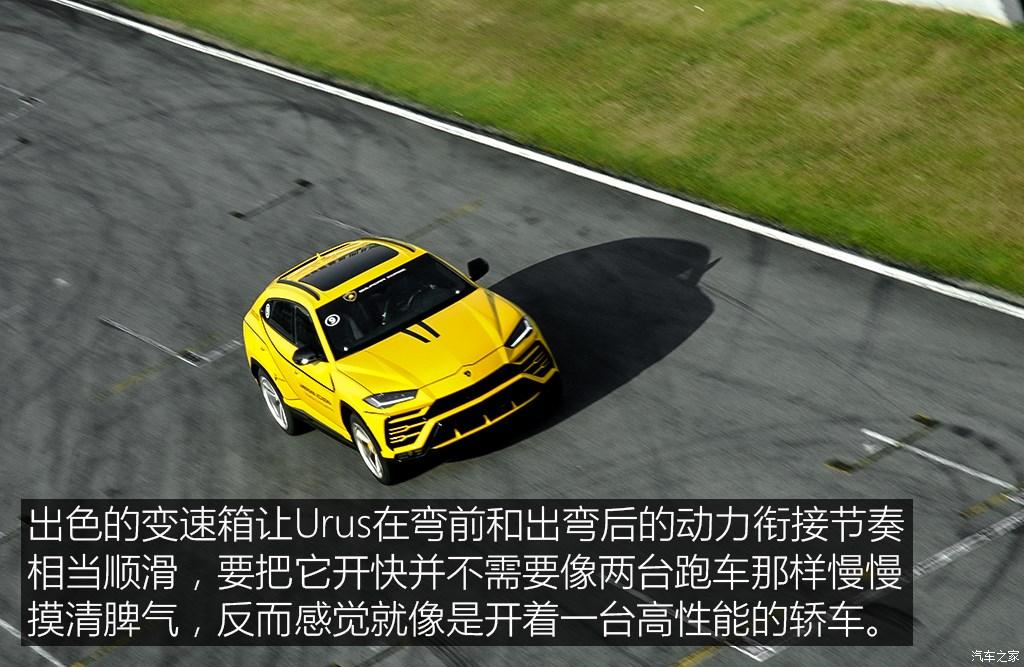 出色的变速箱让Urus在弯前和出弯后的动力衔接节奏
相当顺滑，要把它开快并不需要像两台跑车那样慢慢
摸清脾气，反而感觉就像是开着一台高性能的轿车。
汽车之家